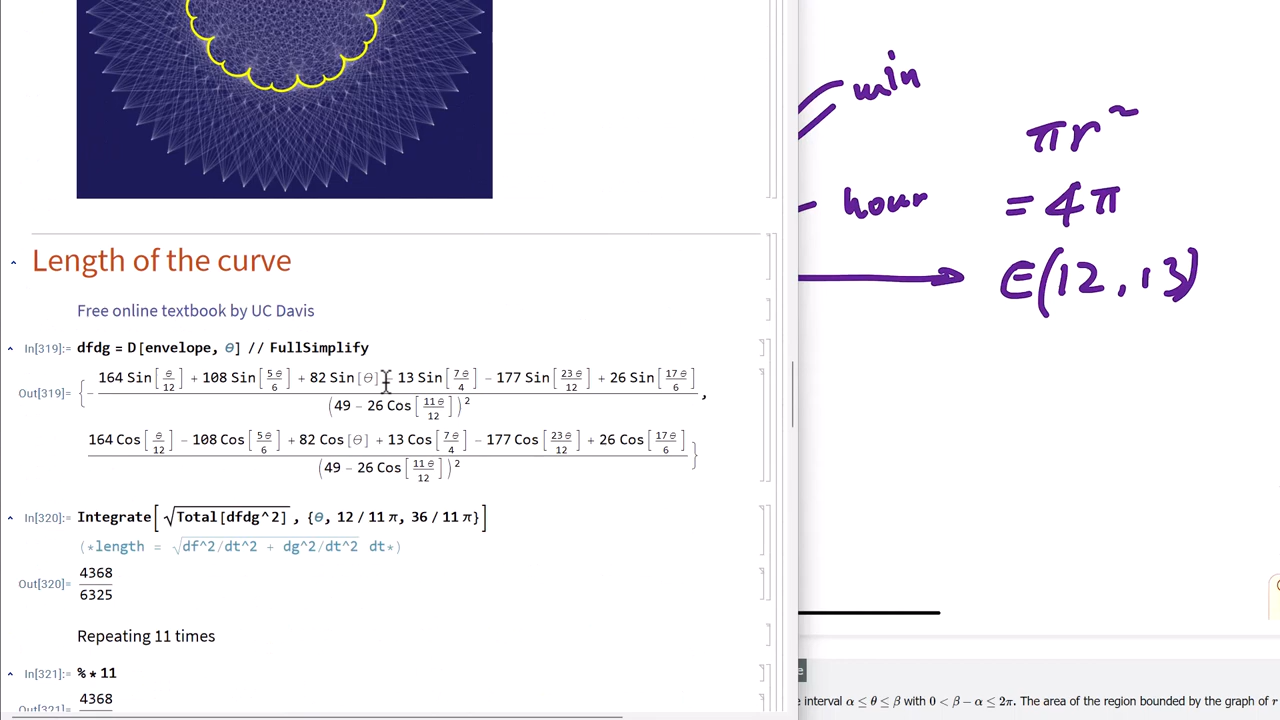 min
πr²
hour
= 4π
∈(12,13)
Length of the curve
Free online textbook by UC Davis
In[319]:= dfdg = D[envelope, θ] // FullSimplify
Out[319]= {- (164 Sin[θ/12] + 108 Sin[5θ/6] + 82 Sin[θ] - 13 Sin[7θ/4] - 177 Sin[23θ/12] + 26 Sin[17θ/6]) / (49 - 26 Cos[11θ/12])²,
(164 Cos[θ/12] - 108 Cos[5θ/6] + 82 Cos[θ] + 13 Cos[7θ/4] - 177 Cos[23θ/12] + 26 Cos[17θ/6]) / (49 - 26 Cos[11θ/12])²}
In[320]:= Integrate[√Total[dfdg^2], {θ, 12/11 π, 36/11 π}]
(*length = √df^2/dt^2 + dg^2/dt^2 dt*)
Out[320]= 4368/6325
Repeating 11 times
In[321]:= % * 11
Out[321]= 4368
e interval α ≤ θ ≤ β with 0 < β − α ≤ 2π. The area of the region bounded by the graph of r